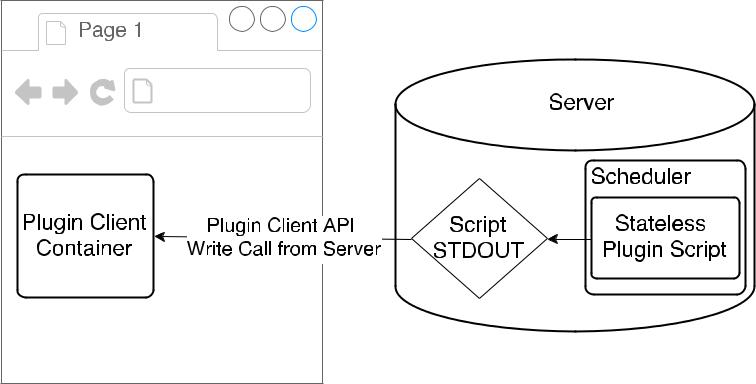 Page 1
Server
Scheduler
Stateless
Plugin Script
Script
STDOUT
Plugin Client API
Write Call from Server
Plugin Client
Container